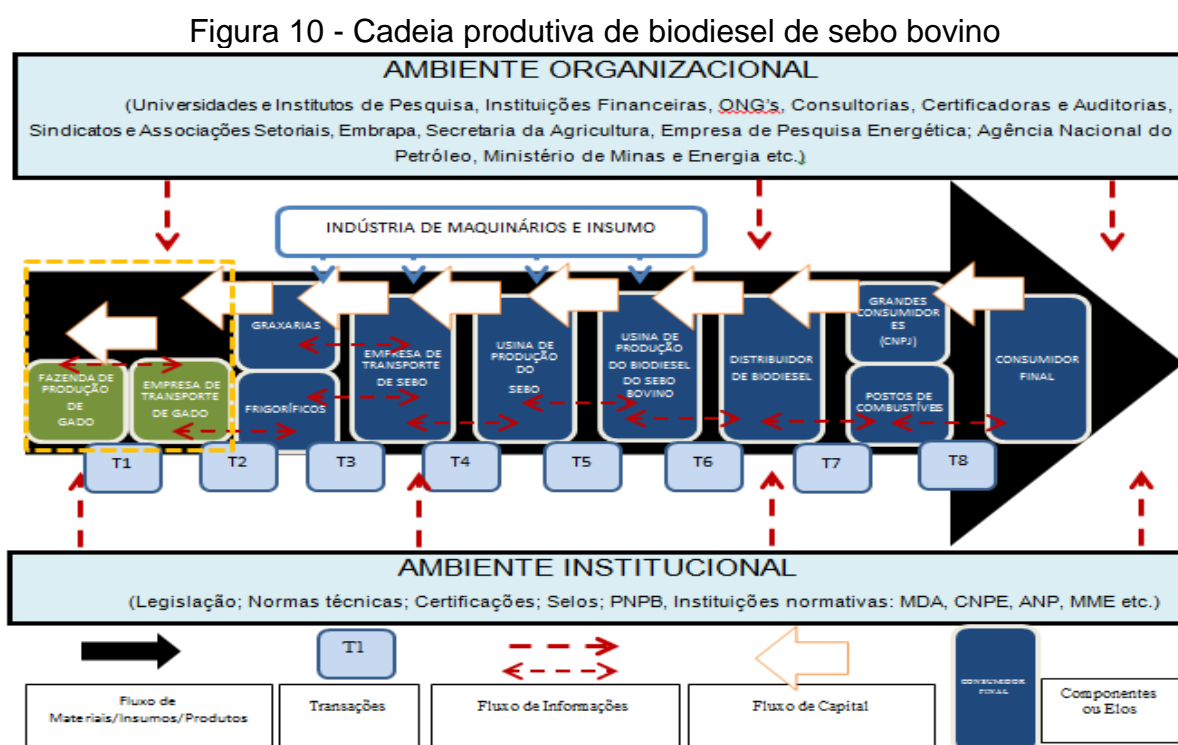 Figura 10 - Cadeia produtiva de biodiesel de sebo bovino
AMBIENTE ORGANIZACIONAL
(Universidades e Institutos de Pesquisa, Instituições Financeiras, ONG's, Consultorias, Certificadoras e Auditorias,
Sindicatos e Associações Setoriais, Embrapa, Secretaria da Agricultura, Empresa de Pesquisa Energética; Agência Nacional do
Petróleo, Ministério de Minas e Energia etc.)
INDÚSTRIA DE MAQUINÁRIOS E INSUMO
FAZENDA DE
PRODUÇÃO
DE
GADO
EMPRESA DE
TRANSPORTE
DE GADO
GRAXARIAS
FRIGORÍFICOS
EMPRESA DE
TRANSPORTE
DE SEBO
USINA DE
PRODUÇÃO
DO
SEBO
USINA DE
PRODUÇÃO
DO BIODIESEL
DO SEBO
BOVINO
DISTRIBUIDOR
DE BIODIESEL
GRANDES
CONSUMIDOR
ES
(CNPJ)
POSTOS DE
COMBUSTÍVEIS
CONSUMIDOR
FINAL
T1
T2
T3
T4
T5
T6
T7
T8
AMBIENTE INSTITUCIONAL
(Legislação; Normas técnicas; Certificações; Selos; PNPB, Instituições normativas: MDA, CNPE, ANP, MME etc.)
T1
CONSUMIDOR
FINAL
Fluxo de
Materiais/Insumos/Produtos
Transações
Fluxo de Informações
Fluxo de Capital
Componentes
ou Elos